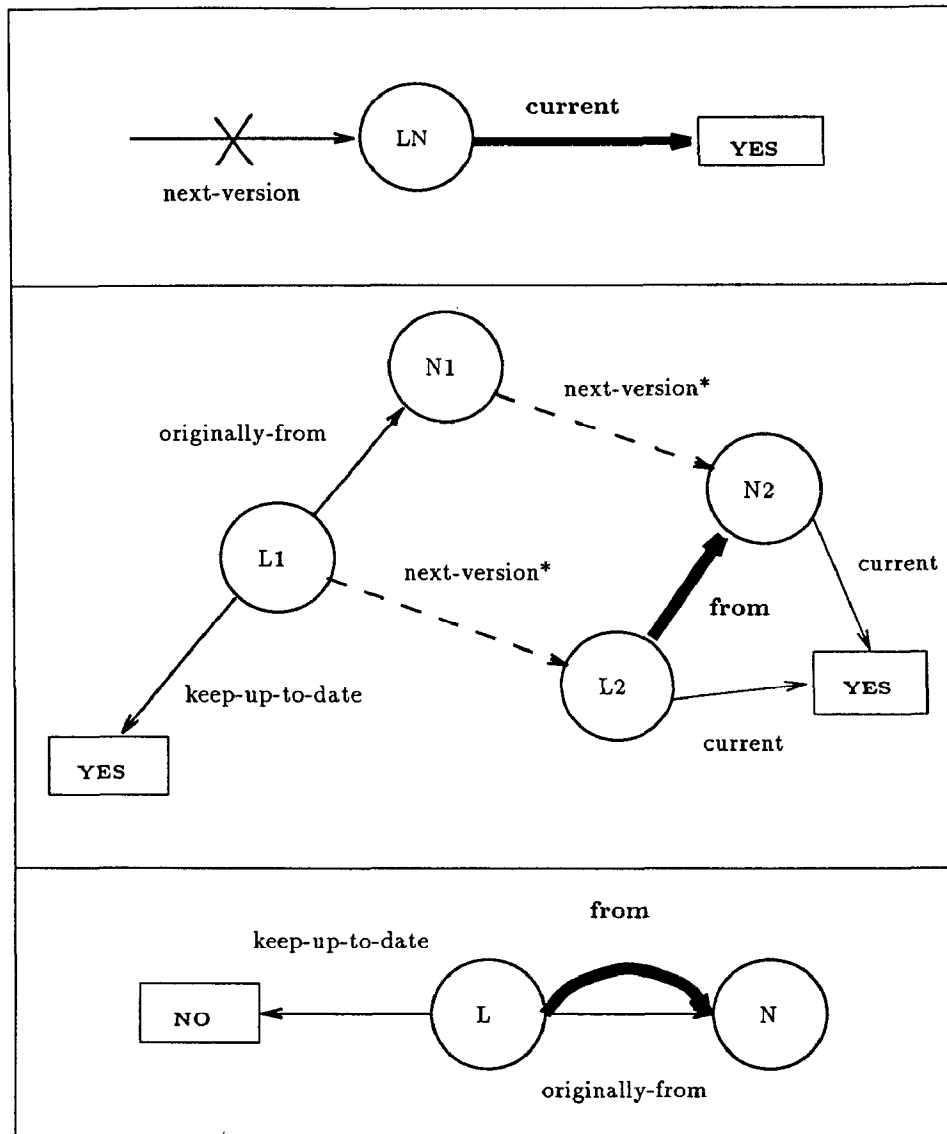 current
LN
YES
next-version
N1
next-version*
originally-from
N2
L1
next-version*
current
from
L2
YES
keep-up-to-date
current
YES
from
keep-up-to-date
NO
L
N
originally-from